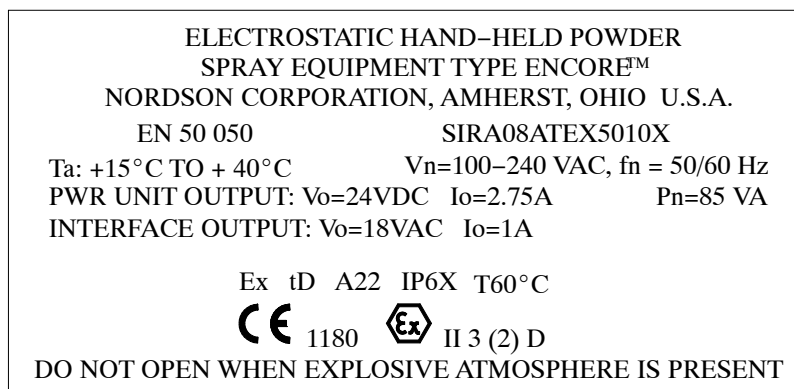 ELECTROSTATIC HAND–HELD POWDER
SPRAY EQUIPMENT TYPE ENCORE™
NORDSON CORPORATION, AMHERST, OHIO U.S.A.
EN 50 050 SIRA08ATEX5010X
Ta: +15°C TO + 40°C Vn=100–240 VAC, fn = 50/60 Hz
PWR UNIT OUTPUT: Vo=24VDC Io=2.75A Pn=85 VA
INTERFACE OUTPUT: Vo=18VAC Io=1A
Ex tD A22 IP6X T60°C
CE 1180 Ex II 3 (2) D
DO NOT OPEN WHEN EXPLOSIVE ATMOSPHERE IS PRESENT